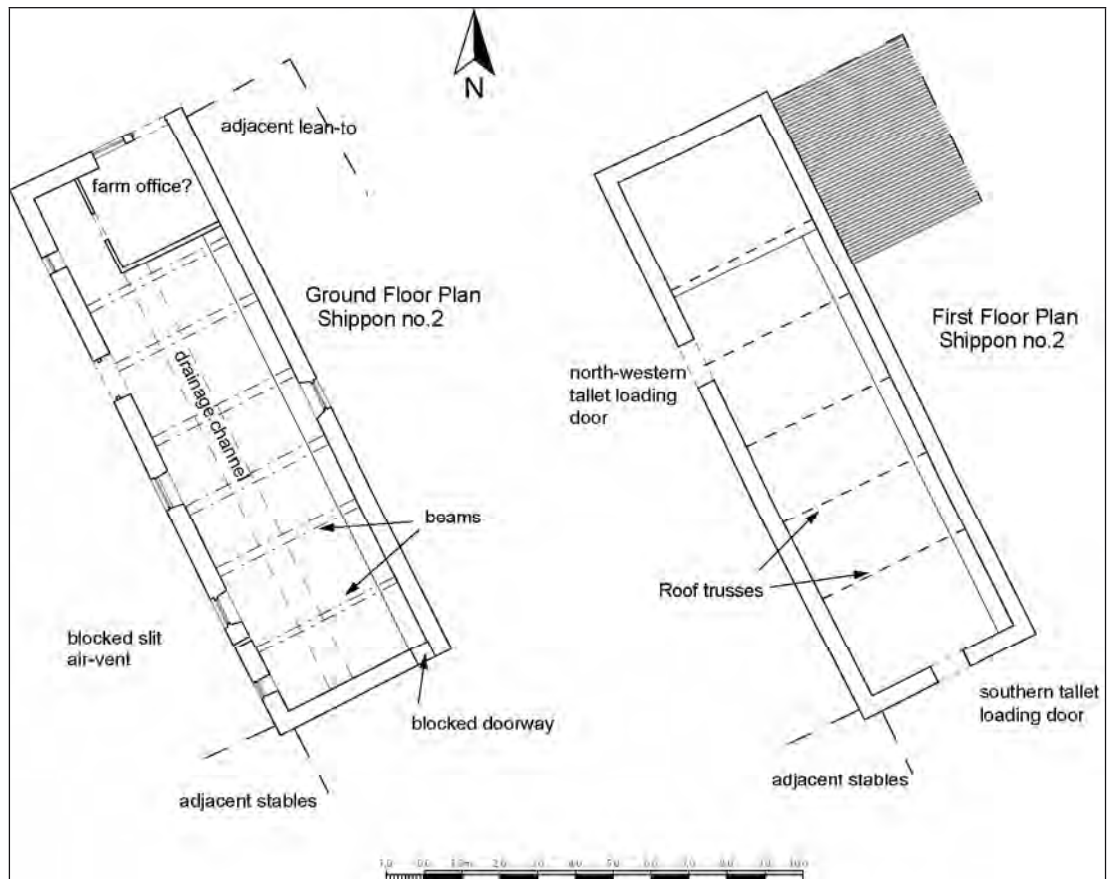 N
adjacent lean-to
farm office?
Ground Floor Plan
Shippon no.2
drainage channel
beams
blocked slit
air-vent
blocked doorway
adjacent stables
First Floor Plan
Shippon no.2
north-western
tallet loading
door
Roof trusses
southern tallet
loading door
adjacent stables